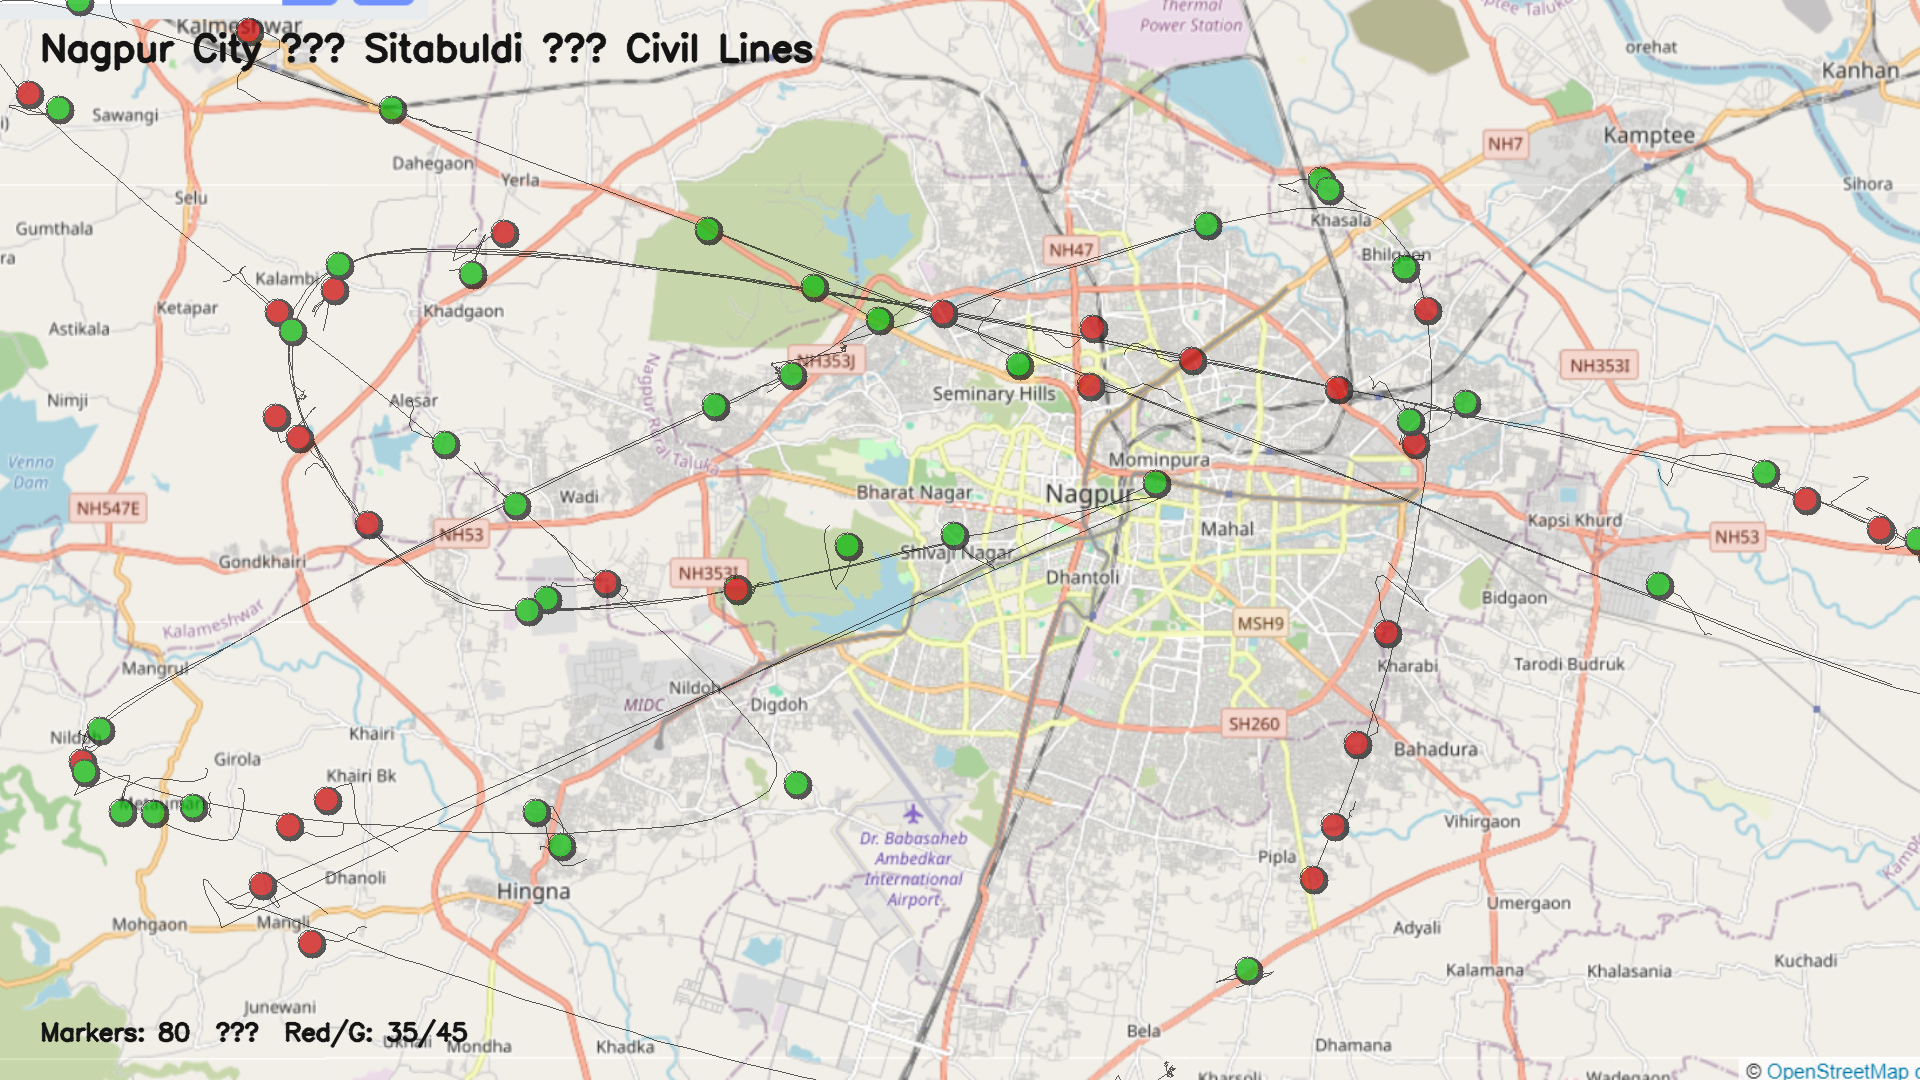 Kalmeshwar
Nagpur City ??? Sitabuldi ??? Civil Lines
Thermal
Power Station
orehat
Kanhan
Sawangi
NH7
Kamptee
Dahegaon
Yerla
Selu
Sihora
Gumthala
Khasala
NH47
Bhilgaon
Kalambi
Ketapar
Khadgaon
Astikala
NH353J
NH353I
Seminary Hills
Nimji
Alesar
Nagpur Rural Taluka
Mominpura
Venna
Dam
Wadi
Bharat Nagar
Nagpur
NH547E
NH53
Mahal
Kapsi Khurd
NH53
Gondkhairi
Shivaji Nagar
NH353I
Dhantoli
Bidgaon
Kalameshwar
MSH9
Mangrul
Kharabi
Tarodi Budruk
Nildoh
MIDC
Digdoh
SH260
Nildoh
Khairi
Bahadura
Girola
Khairi Bk
Metaumari
Dr. Babasaheb
Ambedkar
International
Airport
Vihirgaon
Pipla
Dhanoli
Hingna
Umergaon
Mohgaon
Mangli
Adyali
Kalamana
Khalasania
Kuchadi
Junewani
Markers: 80 ??? Red/G: 35/45
Mondha
Khadka
Bela
Dhamana
Kharsoli
Wadegaon
© OpenStreetMap c